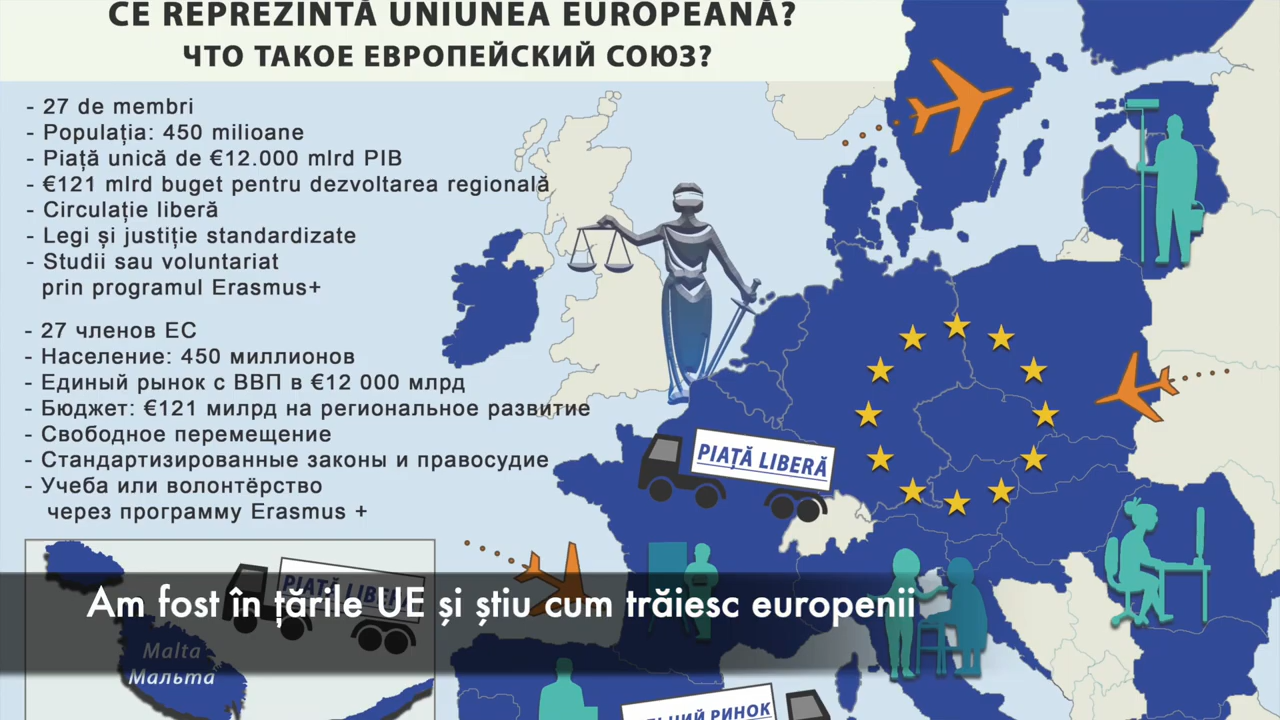 CE REPREZINTĂ UNIUNEA EUROPEANĂ?
ЧТО ТАКОЕ ЕВРОПЕЙСКИЙ СОЮЗ?
- 27 de membri
- Populația: 450 milioane
- Piață unică de €12.000 mlrd PIB
- €121 mlrd buget pentru dezvoltarea regională
- Circulație liberă
- Legi și justiție standardizate
- Studii sau voluntariat
prin programul Erasmus+
- 27 членов ЕС
- Население: 450 миллионов
- Единый рынок с ВВП в €12 000 млрд
- Бюджет: €121 милрд на региональное развитие
- Свободное перемещение
- Стандартизированные законы и правосудие
- Учеба или волонтёрство
через программу Erasmus +
PIAȚĂ LIBERĂ
PIAȚĂ LIBERĂ
Am fost în țările UE și știu cum trăiesc europenii
Malta
Мальта
РИНОК